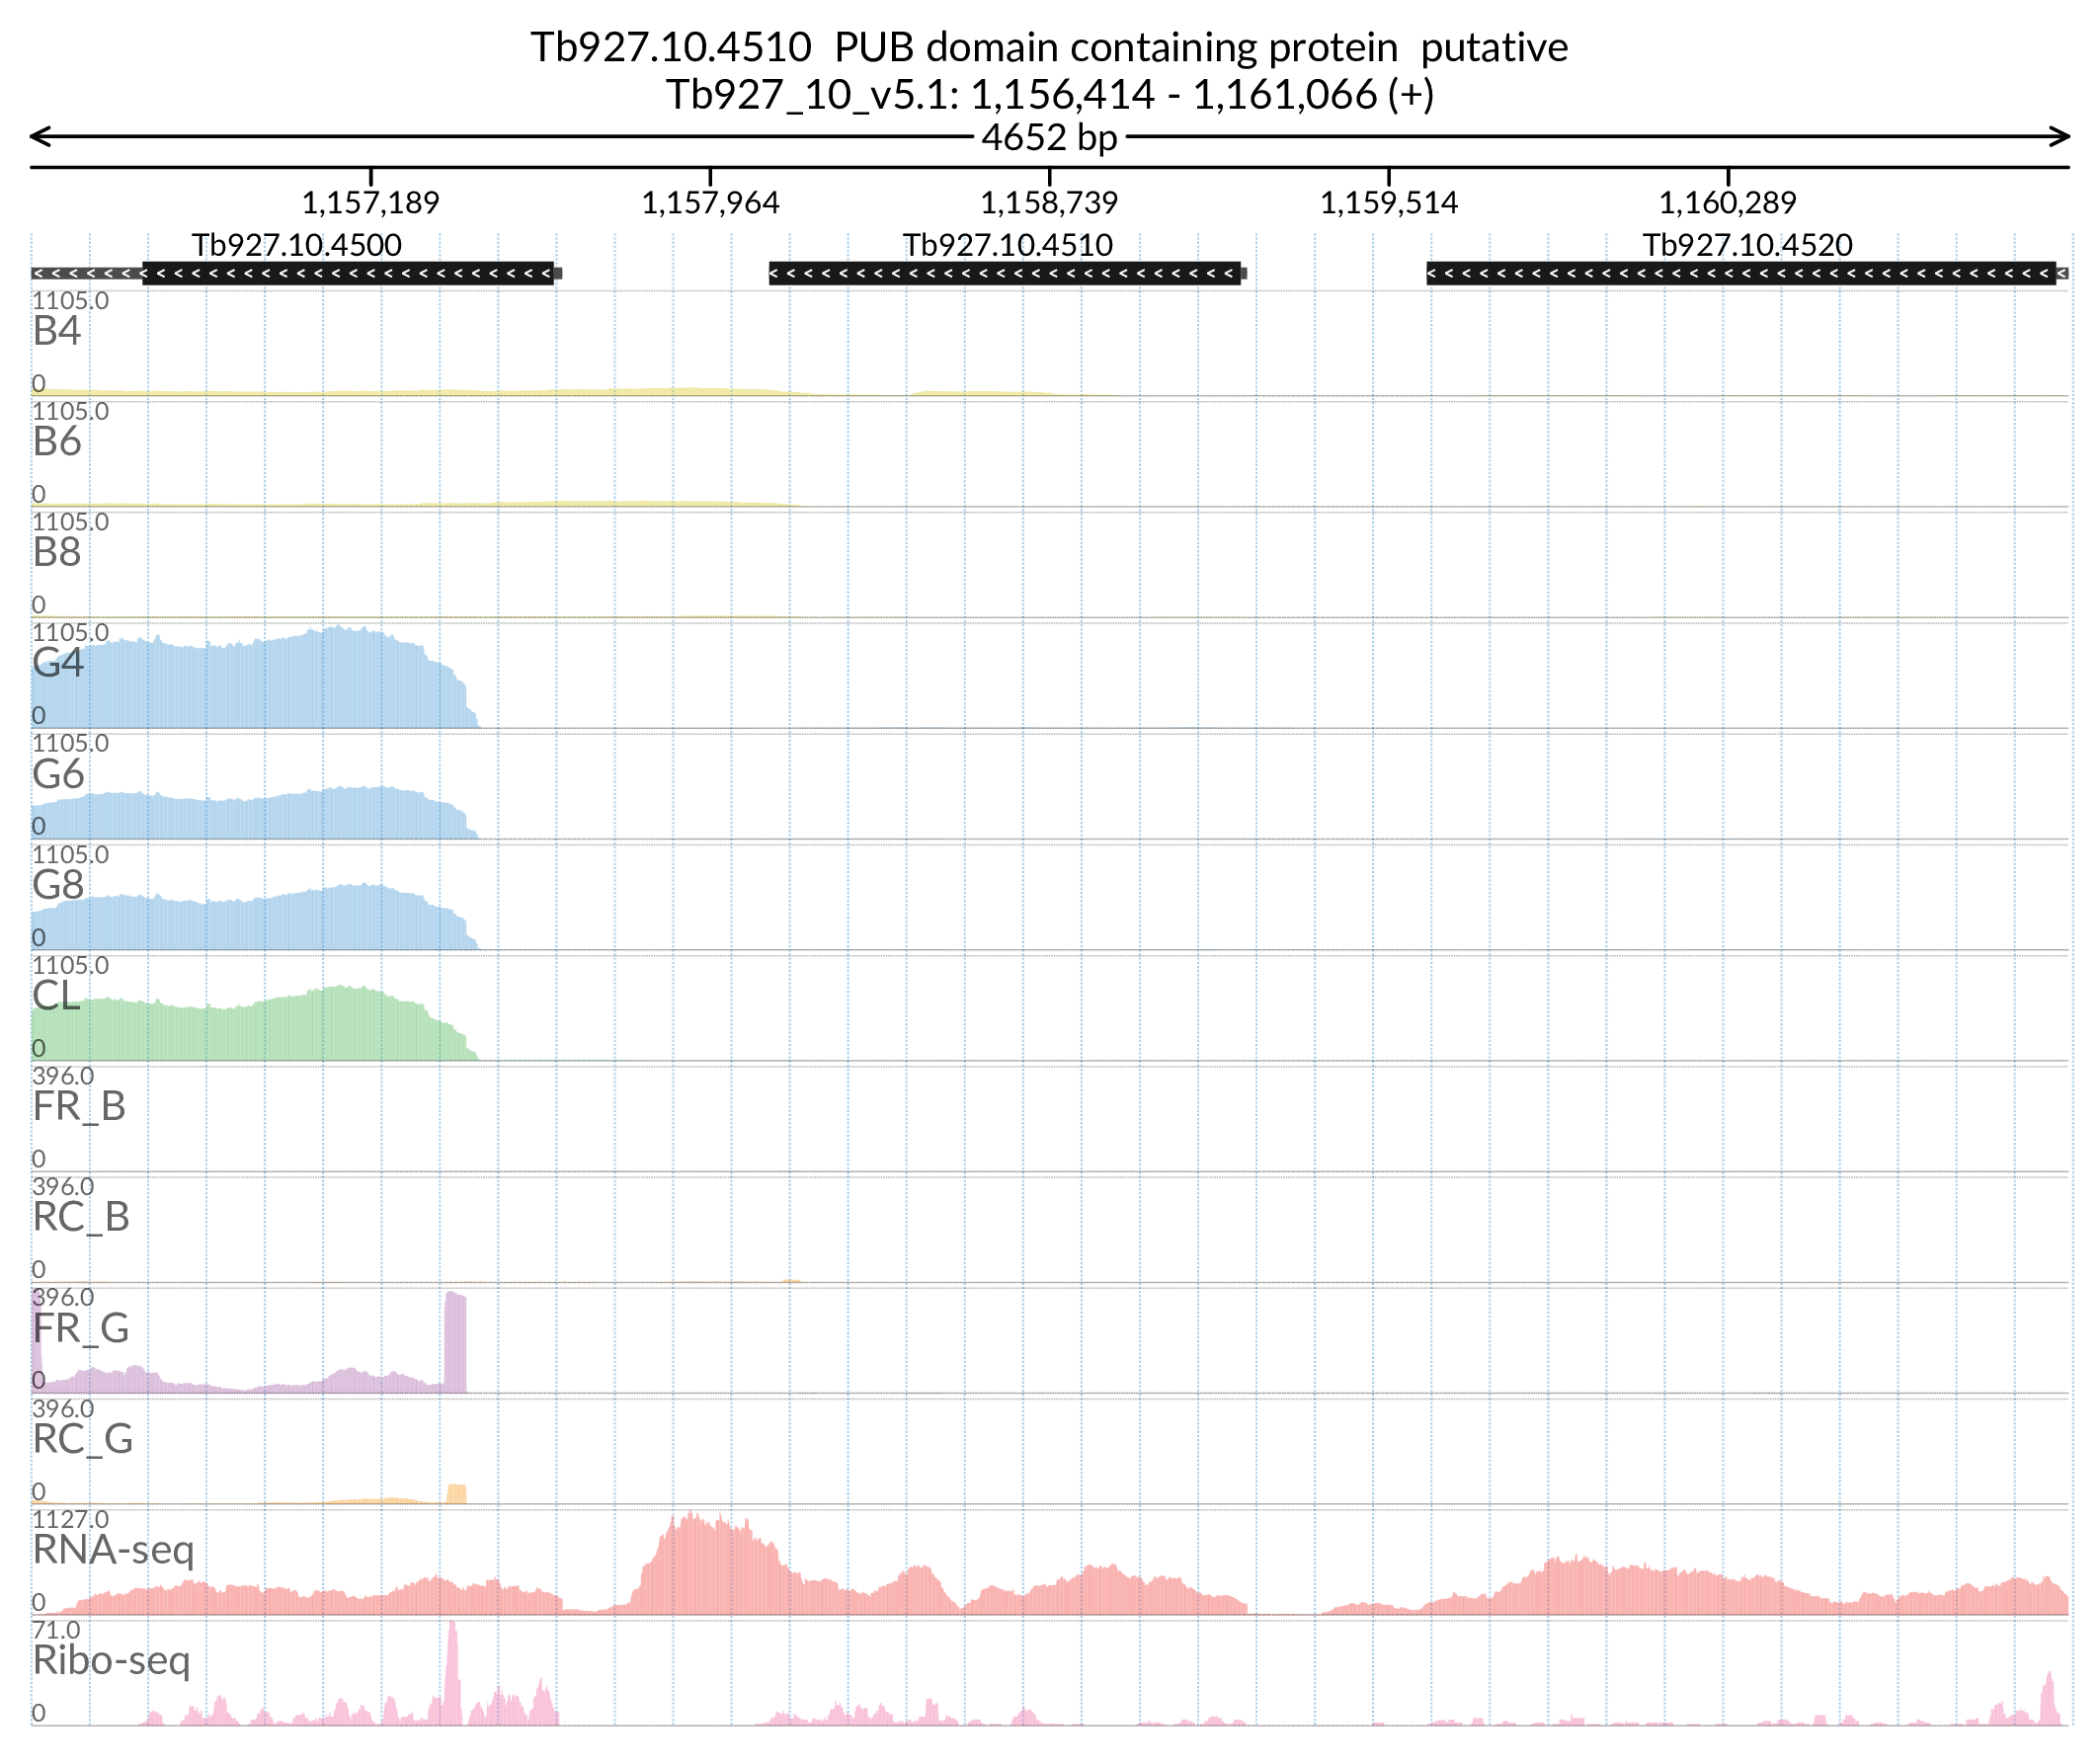 Tb927.10.4510  PUB domain containing protein  putative
Tb927_10_v5.1: 1,156,414 - 1,161,066 (+)
4652 bp
1,157,189 1,157,964 1,158,739 1,159,514 1,160,289
Tb927.10.4500 Tb927.10.4510 Tb927.10.4520
1105.0
B4
0
1105.0
B6
0
1105.0
B8
0
1105.0
G4
0
1105.0
G6
0
1105.0
G8
0
1105.0
CL
0
396.0
FR_B
0
396.0
RC_B
0
396.0
FR_G
0
396.0
RC_G
0
1127.0
RNA-seq
0
71.0
Ribo-seq
0